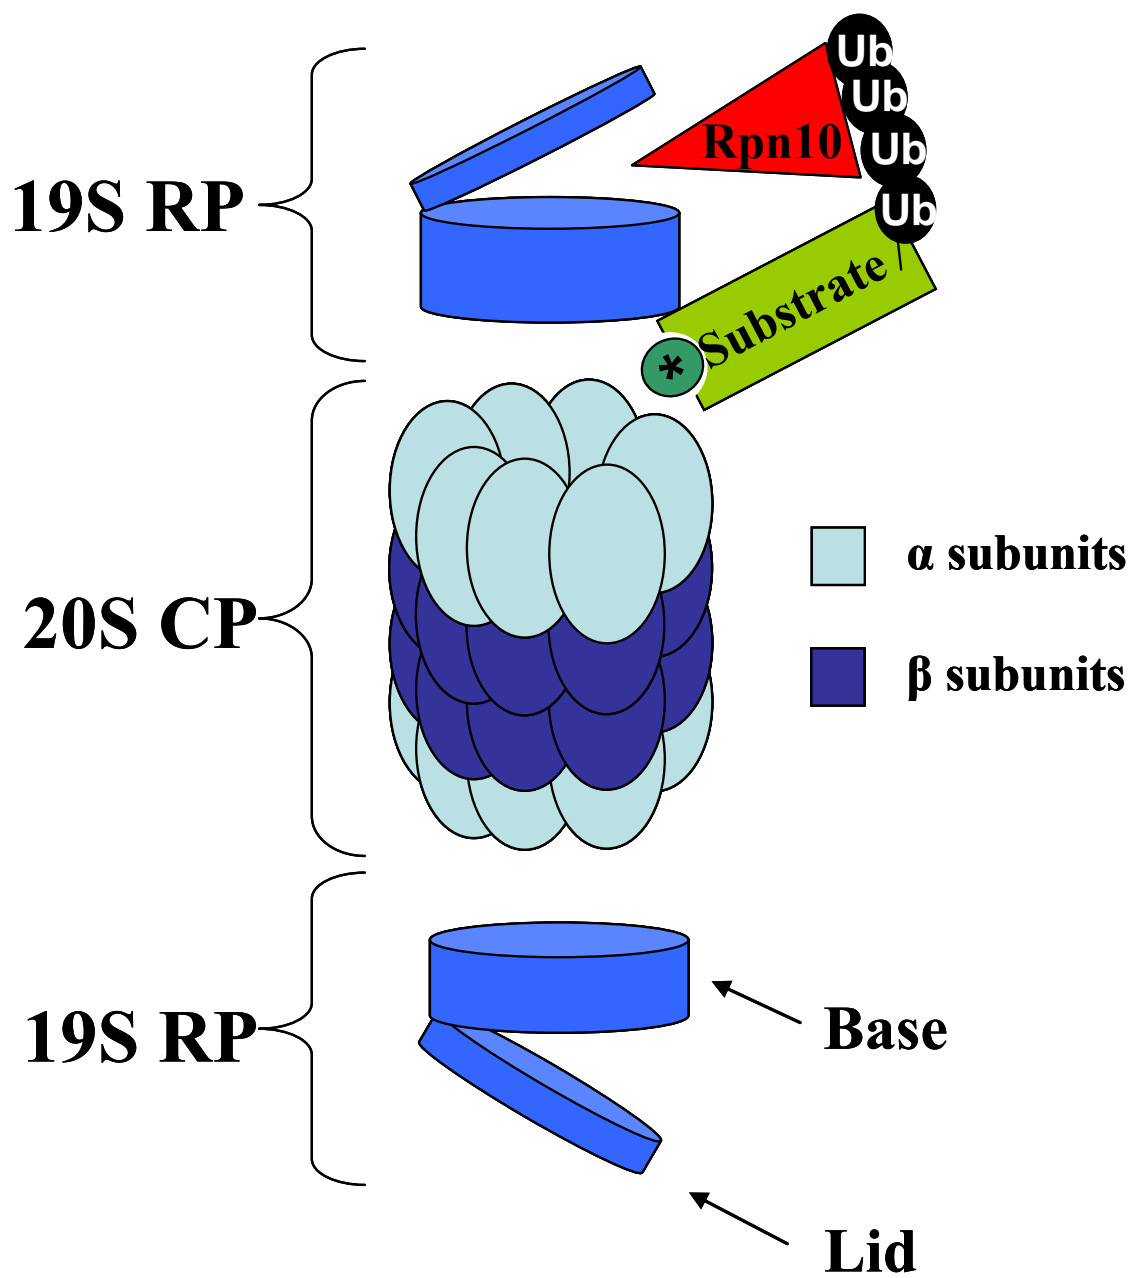 Ub
Ub
Rpn10
Ub
19S RP
Ub
Substrate
*
α subunits
20S CP
β subunits
19S RP
Base
Lid